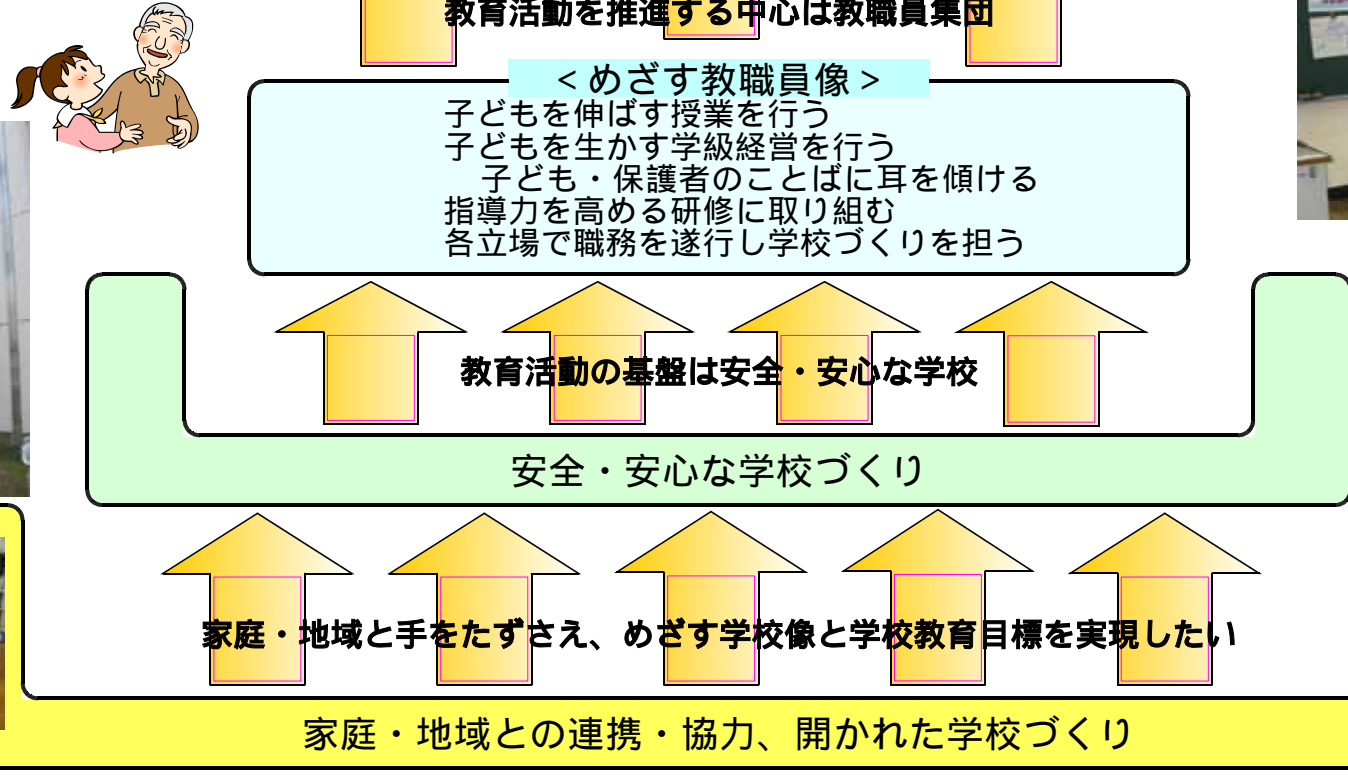 教育活動を推進する中心は教職員集団
＜めざす教職員像＞
子どもを伸ばす授業を行う
子どもを生かす学級経営を行う
子ども・保護者のことばに耳を傾ける
指導力を高める研修に取り組む
各立場で職務を遂行し学校づくりを担う
教育活動の基盤は安全・安心な学校
安全・安心な学校づくり
家庭・地域と手をたずさえ、めざす学校像と学校教育目標を実現したい
家庭・地域との連携・協力、開かれた学校づくり